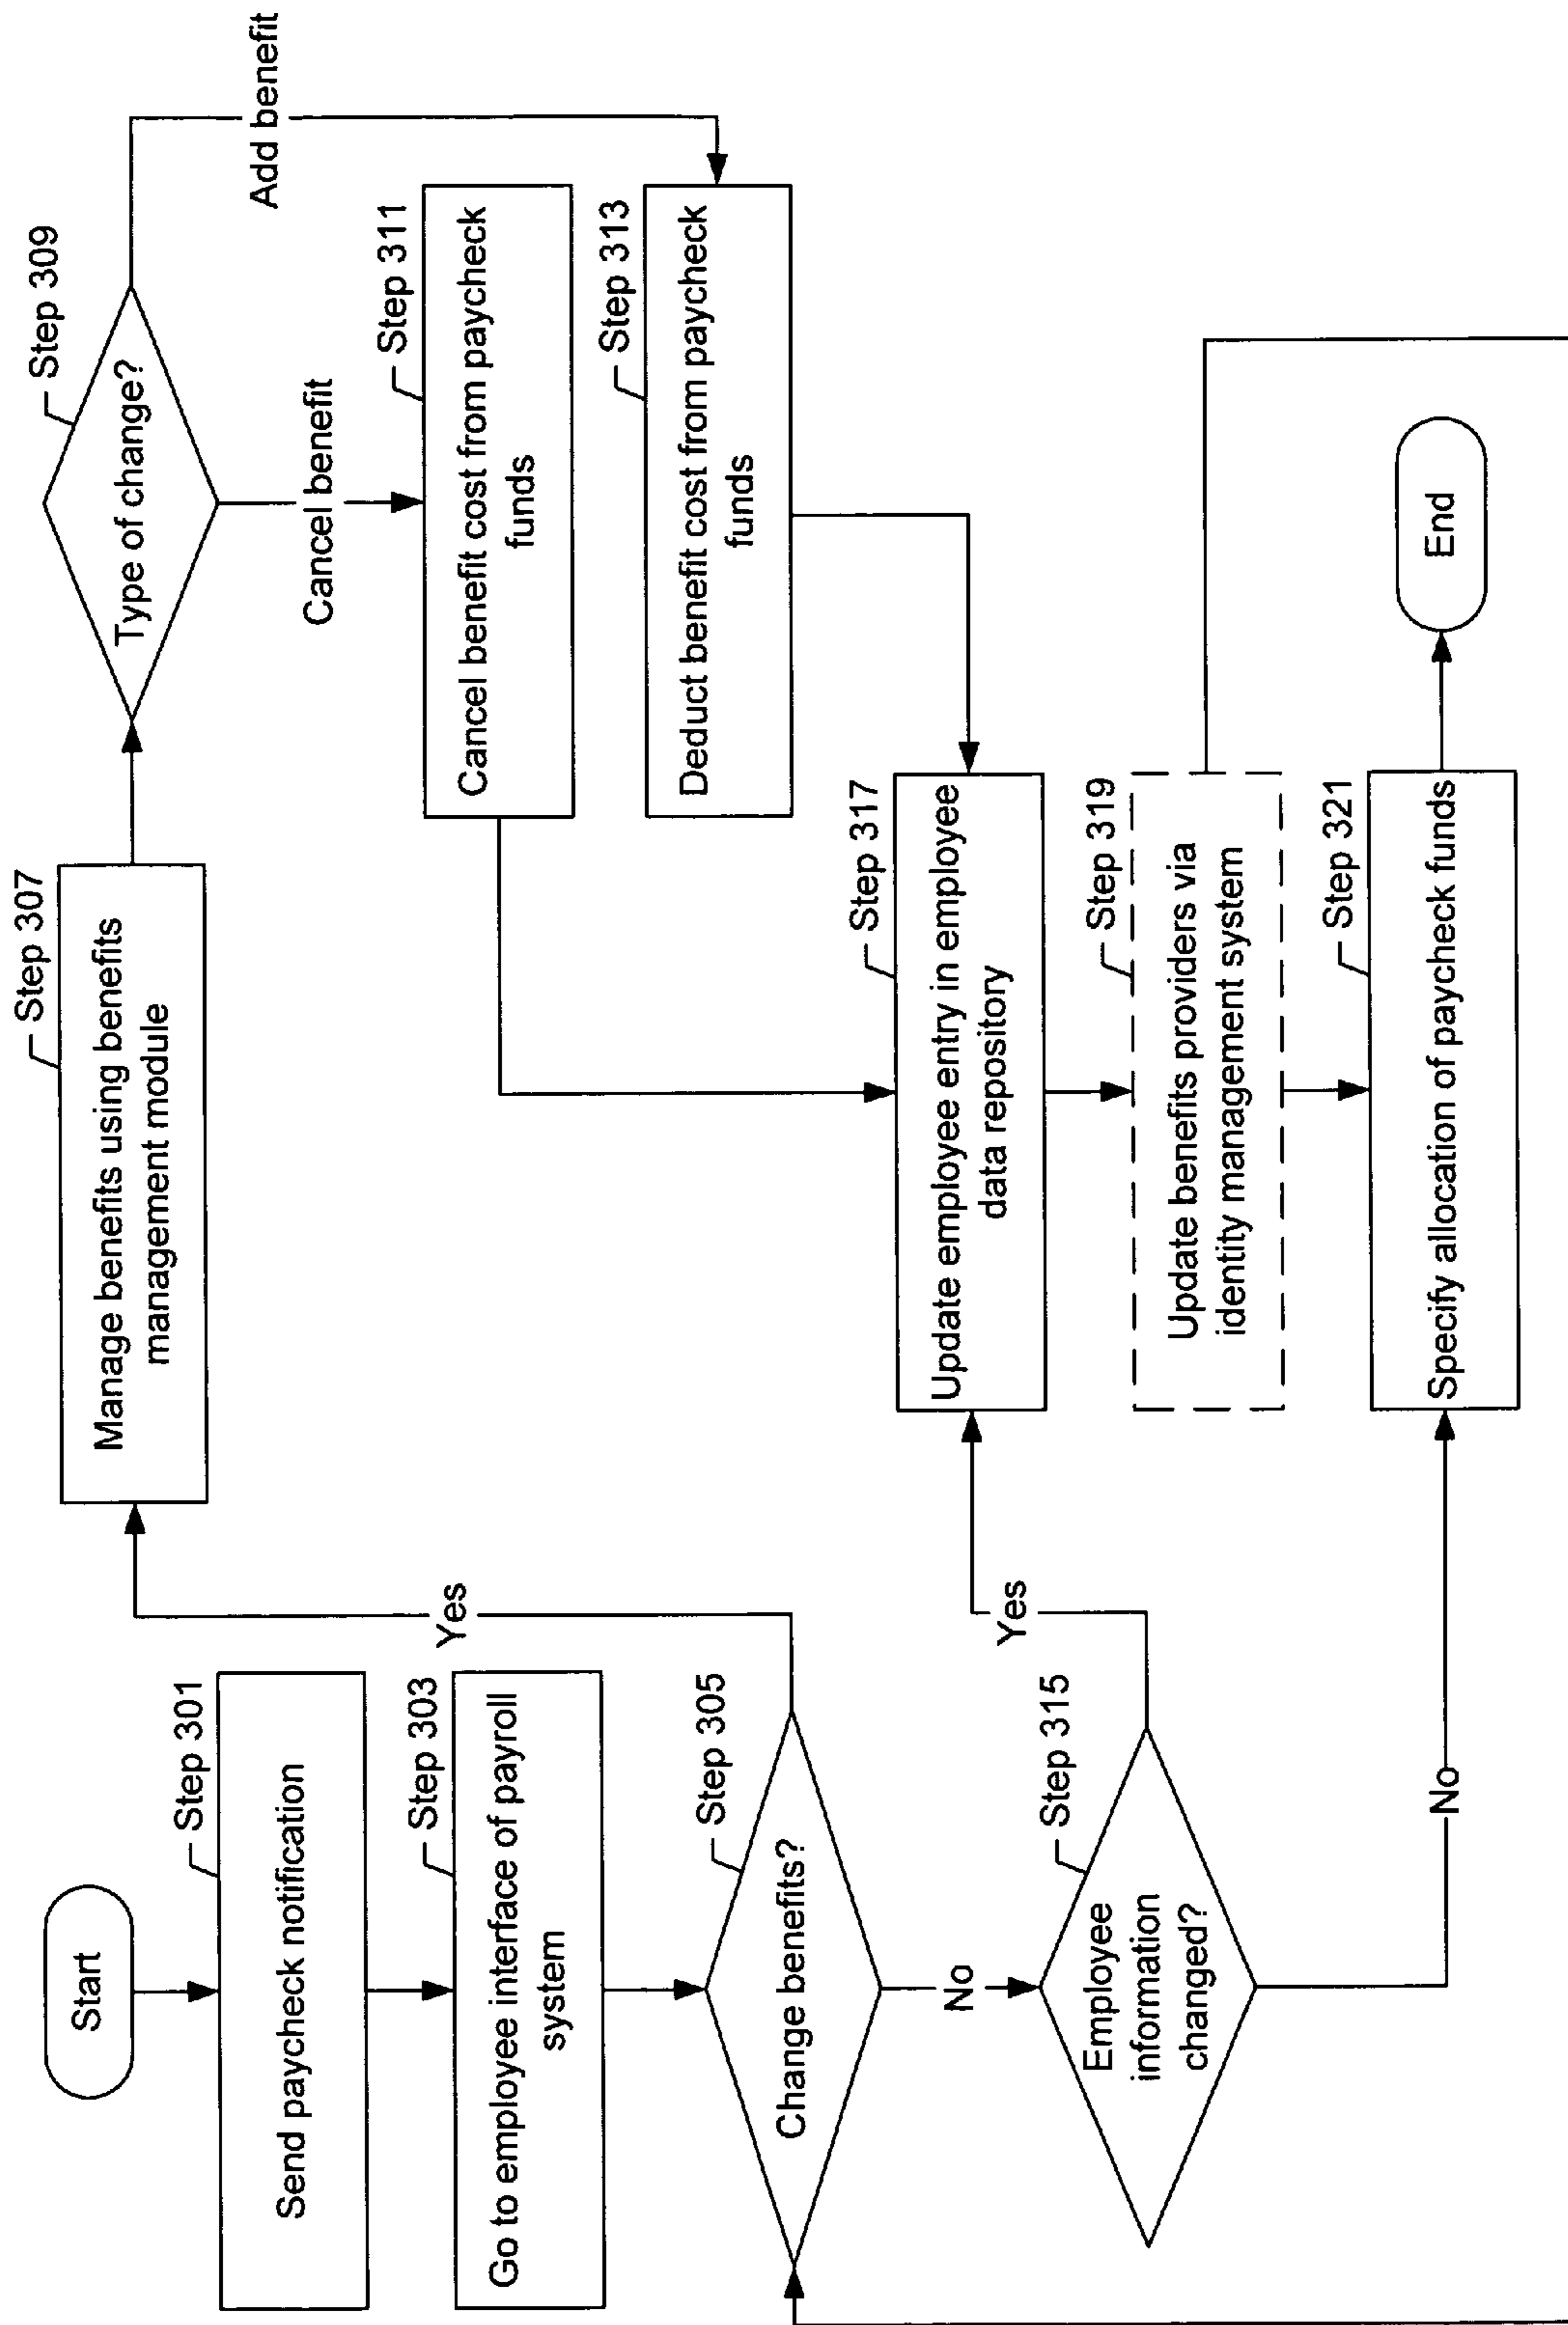 Start
Step 301
Send paycheck notification
Step 303
Go to employee interface of payroll
system
Step 305
Change benefits?
Yes
No
Step 307
Manage benefits using benefits
management module
Step 309
Type of change?
Add benefit
Cancel benefit
Step 311
Cancel benefit cost from paycheck
funds
Step 313
Deduct benefit cost from paycheck
funds
Step 315
Employee
information
changed?
Yes
No
Step 317
Update employee entry in employee
data repository
Step 319
Update benefits providers via
identity management system
Step 321
Specify allocation of paycheck funds
End